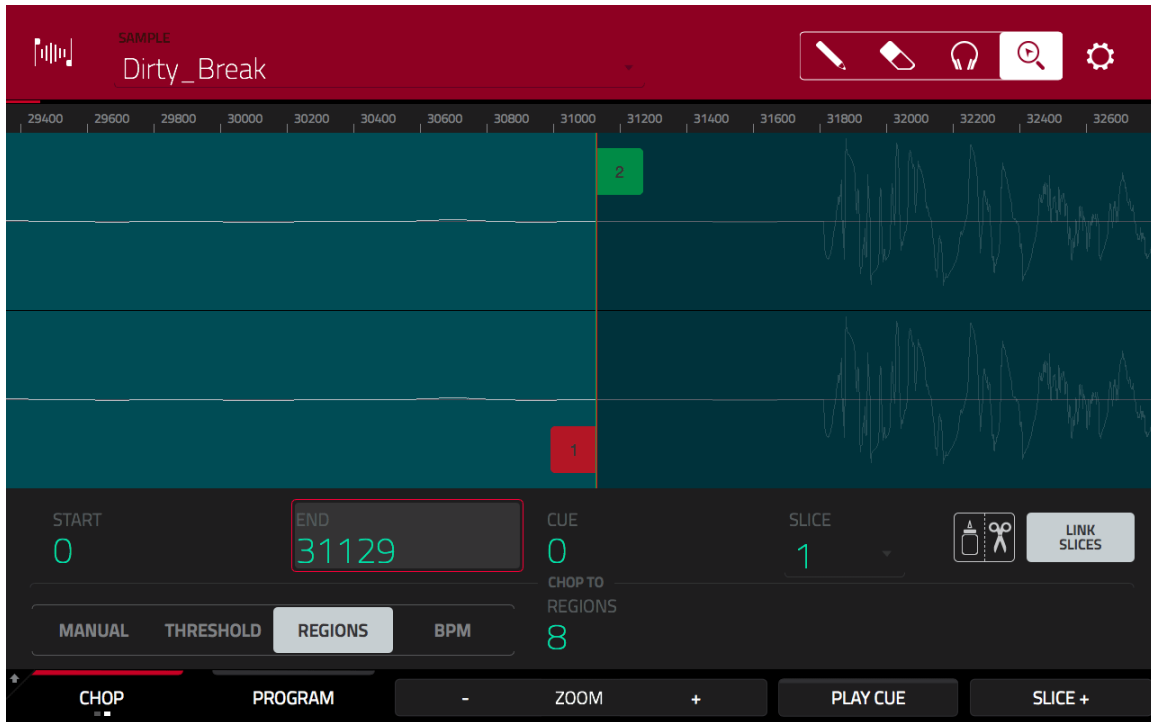 SAMPLE
Dirty_Break
29400 29600 29800 30000 30200 30400 30600 30800 31000 31200 31400 31600 31800 32000 32200 32400 32600
2
1
START END CUE SLICE
0 31129 0 1
LINK
SLICES
CHOP TO
REGIONS
MANUAL THRESHOLD REGIONS BPM
8
CHOP PROGRAM - ZOOM + PLAY CUE SLICE +